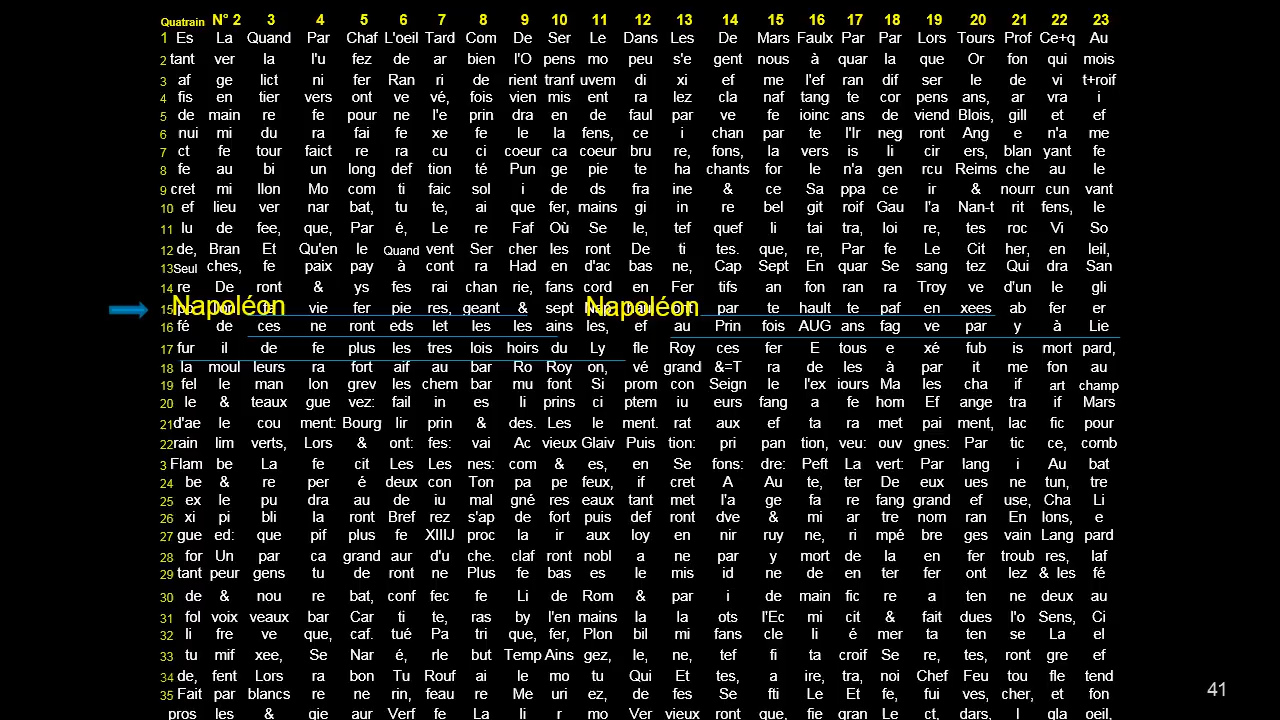 Quatrain N° 2 3 4 5 6 7 8 9 10 11 12 13 14 15 16 17 18 19 20 21 22 23
1 Es La Quand Par Chaf L'oeil Tard Com De Ser Le Dans Les De Mars Faulx Par Par Lors Tours Prof Ce+q Au
2 tant ver la l'u fez de ar bien l'O pens mo peu s'e gent nous à quar la que Or fon qui mois
3 af ge lict ni fer Ran ri de rient tranf uvem di xi ef me l'ef ran dif ser le de vi t+roif
4 fis en tier vers ont ve vé, fois vien mis ent ra lez cla naf tang te cor pens ans, ar vra i
5 de main re fe pour ne l'e prin dra en de faul par ve fe ioinc ans de viend Blois, gill et ef
6 nui mi du ra fai fe xe fe le la fens, ce i chan par te l'Ir neg ront Ang e n'a me
7 ct fe tour faict re ra cu ci coeur ca coeur bru re, fons, la vers is li cir ers, blan yant fe
8 fe au bi un long def tion té Pun ge pie te ha chants for le n'a gen rcu Reims che au le
9 cret mi llon Mo com ti faic sol i de ds fra ine & ce Sa ppa ce ir & nourr cun vant
10 ef lieu ver nar bat, tu te, ai que fer, mains gi in re bel git roif Gau l'a Nan-t rit fens, le
11 lu de fee, que, Par é, Le re Faf Où Se le, tef quef li tai tra, loi re, tes roc Vi So
12 de, Bran Et Qu'en le Quand vent Ser cher les ront De ti tes. que, re, Par fe Le Cit her, en leil,
13 Seul ches, fe paix pay à cont ra Had en d'ac bas ne, Cap Sept En quar Se sang tez Qui dra San
14 re De ront & ys fes rai chan rie, fans cord en Fer tifs an fon ran ra Troy ve d'un le gli
Napoléon Napoléon
15 vie fer pie res, geant & sept par te hault te paf en xees ab fer er
16 fé de ces ne ront eds let les les ains les, ef au Prin fois AUG ans fag ve par y à Lie
17 fur il de fe plus les tres lois hoirs du Ly fle Roy ces fer E tous e xé fub is mort pard,
18 la moul leurs ra fort aif au bar Ro Roy on, vé grand &=T ra de les à par it me fon au
19 fel le man lon grev les chem bar mu font Si prom con Seign le l'ex iours Ma les cha if art champ
20 le & teaux gue vez: fail in es li prins ci ptem iu eurs fang a fe hom Ef ange tra if Mars
21 d'ae le cou ment: Bourg lir prin & des. Les le ment. rat aux ef ta ra met pai ment, lac fic pour
22 rain lim verts, Lors & ont: fes: vai Ac vieux Glaiv Puis tion: pri pan tion, veu: ouv gnes: Par tic ce, comb
3 Flam be La fe cit Les Les nes: com & es, en Se fons: dre: Peft La vert: Par lang i Au bat
24 be & re per é deux con Ton pa pe feux, if cret A Au te, ter De eux ues ne tun, tre
25 ex le pu dra au de iu mal gné res eaux tant met l'a ge fa re fang grand ef use, Cha Li
26 xi pi bli la ront Bref rez s'ap de fort puis def ront dve & mi ar tre nom ran En lons, e
27 gue ed: que pif plus fe XIIIJ proc la ir aux loy en nir ruy ne, ri mpé bre ges vain Lang pard
28 for Un par ca grand aur d'u che. claf ront nobl a ne par y mort de la en fer troub res, laf
29 tant peur gens tu de ront ne Plus fe bas es le mis id ne de en ter fer ont lez & les fé
30 de & nou re bat, conf fec fe Li de Rom & par i de main fic re a ten ne deux au
31 fol voix veaux bar Car ti te, ras by l'en mains la la ots l'Ec mi cit & fait dues l'o Sens, Ci
32 li fre ve que, caf. tué Pa tri que, fer, Plon bil mi fans cle li é mer ta ten se La el
33 tu mif xee, Se Nar é, rle but Temp Ains gez, le, ne, tef fi ta croif Se re, tes, ront gre ef
34 de, fent Lors ra bon Tu Rouf ai le mo tu Qui Et tes, a ire, tra, noi Chef Feu tou fle tend
35 Fait par blancs re ne rin, feau re Me uri ez, de fes Se fti Le Et fe, fui ves, cher, et fon
pros les & gie aur Verf fe La li r mo Ver vieux ront que, fie gran Le ct, dars, l gla oeil,
41